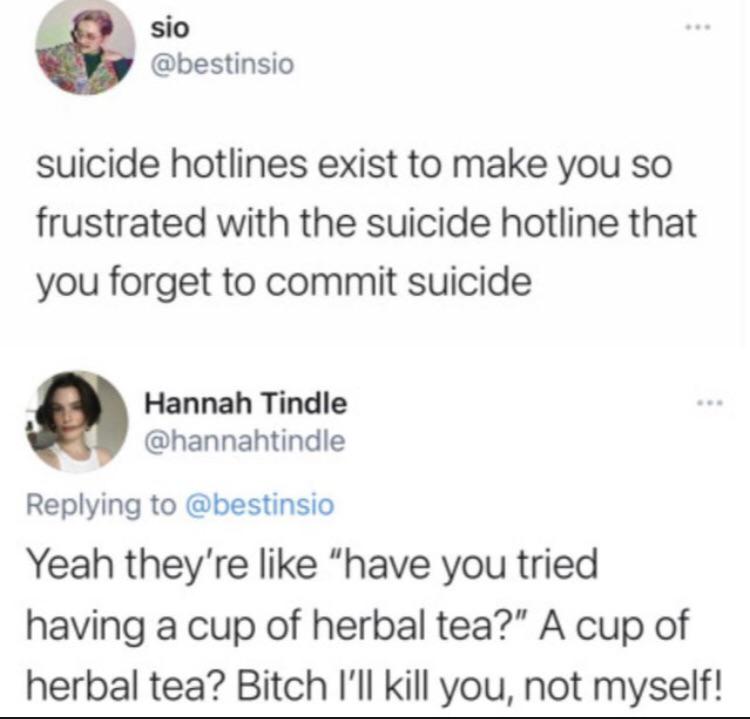 sio
@bestinsio
suicide hotlines exist to make you so
frustrated with the suicide hotline that
you forget to commit suicide
Hannah Tindle
@hannahtindle
Replying to @bestinsio
Yeah they're like "have you tried
having a cup of herbal tea?" A cup of
herbal tea? Bitch I'll kill you, not myself!